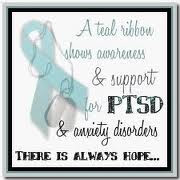 A teal ribbon
shows awareness
& support
for PTSD
& anxiety disorders
THERE IS ALWAYS HOPE...